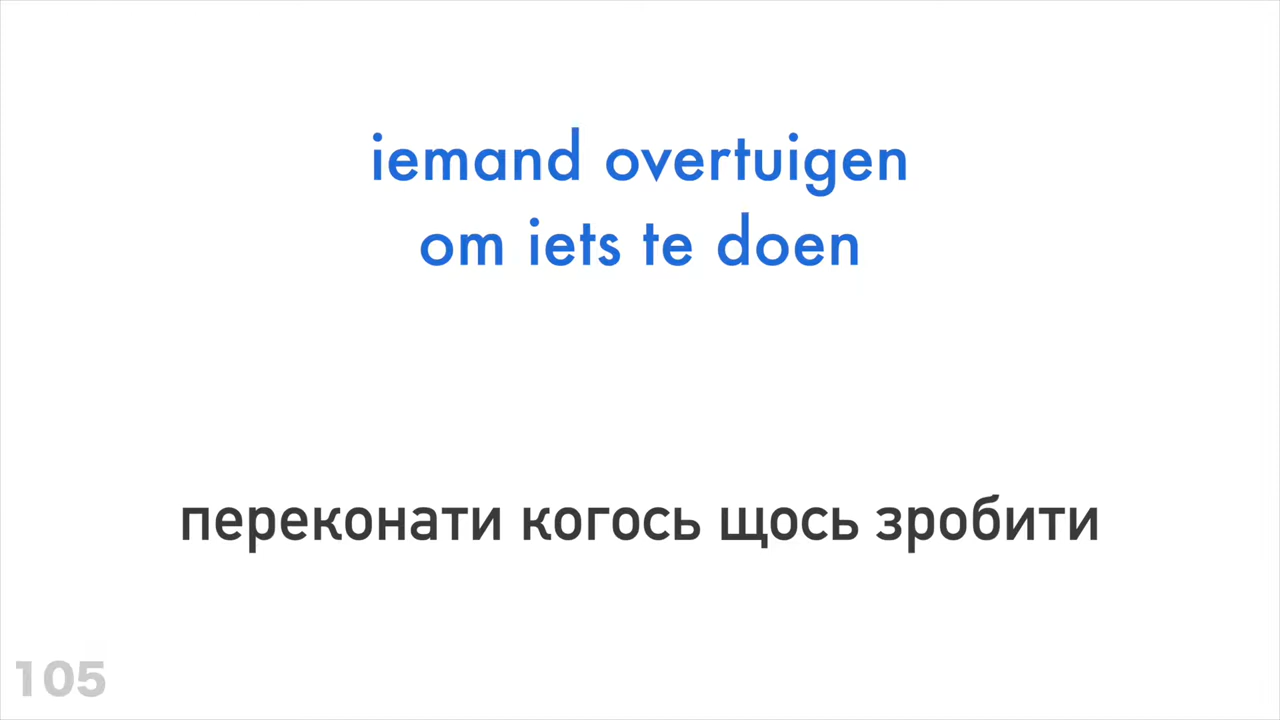 iemand overtuigen
om iets te doen
переконати когось щось зробити
105